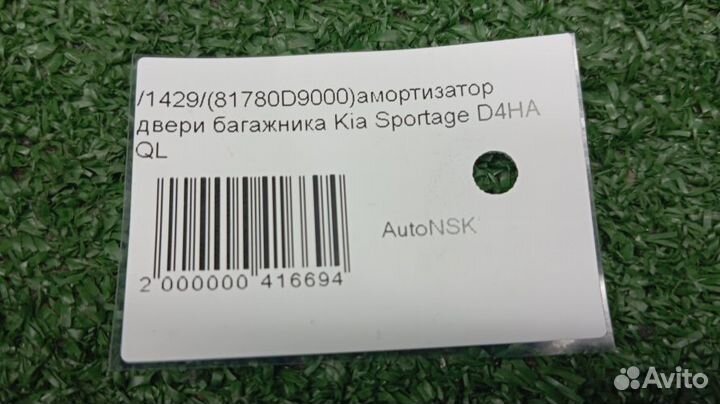 /1429/(81780D9000)амортизатор
двери багажника Kia Sportage D4HA
QL
AutoNSK
2 000000 416694
Avito